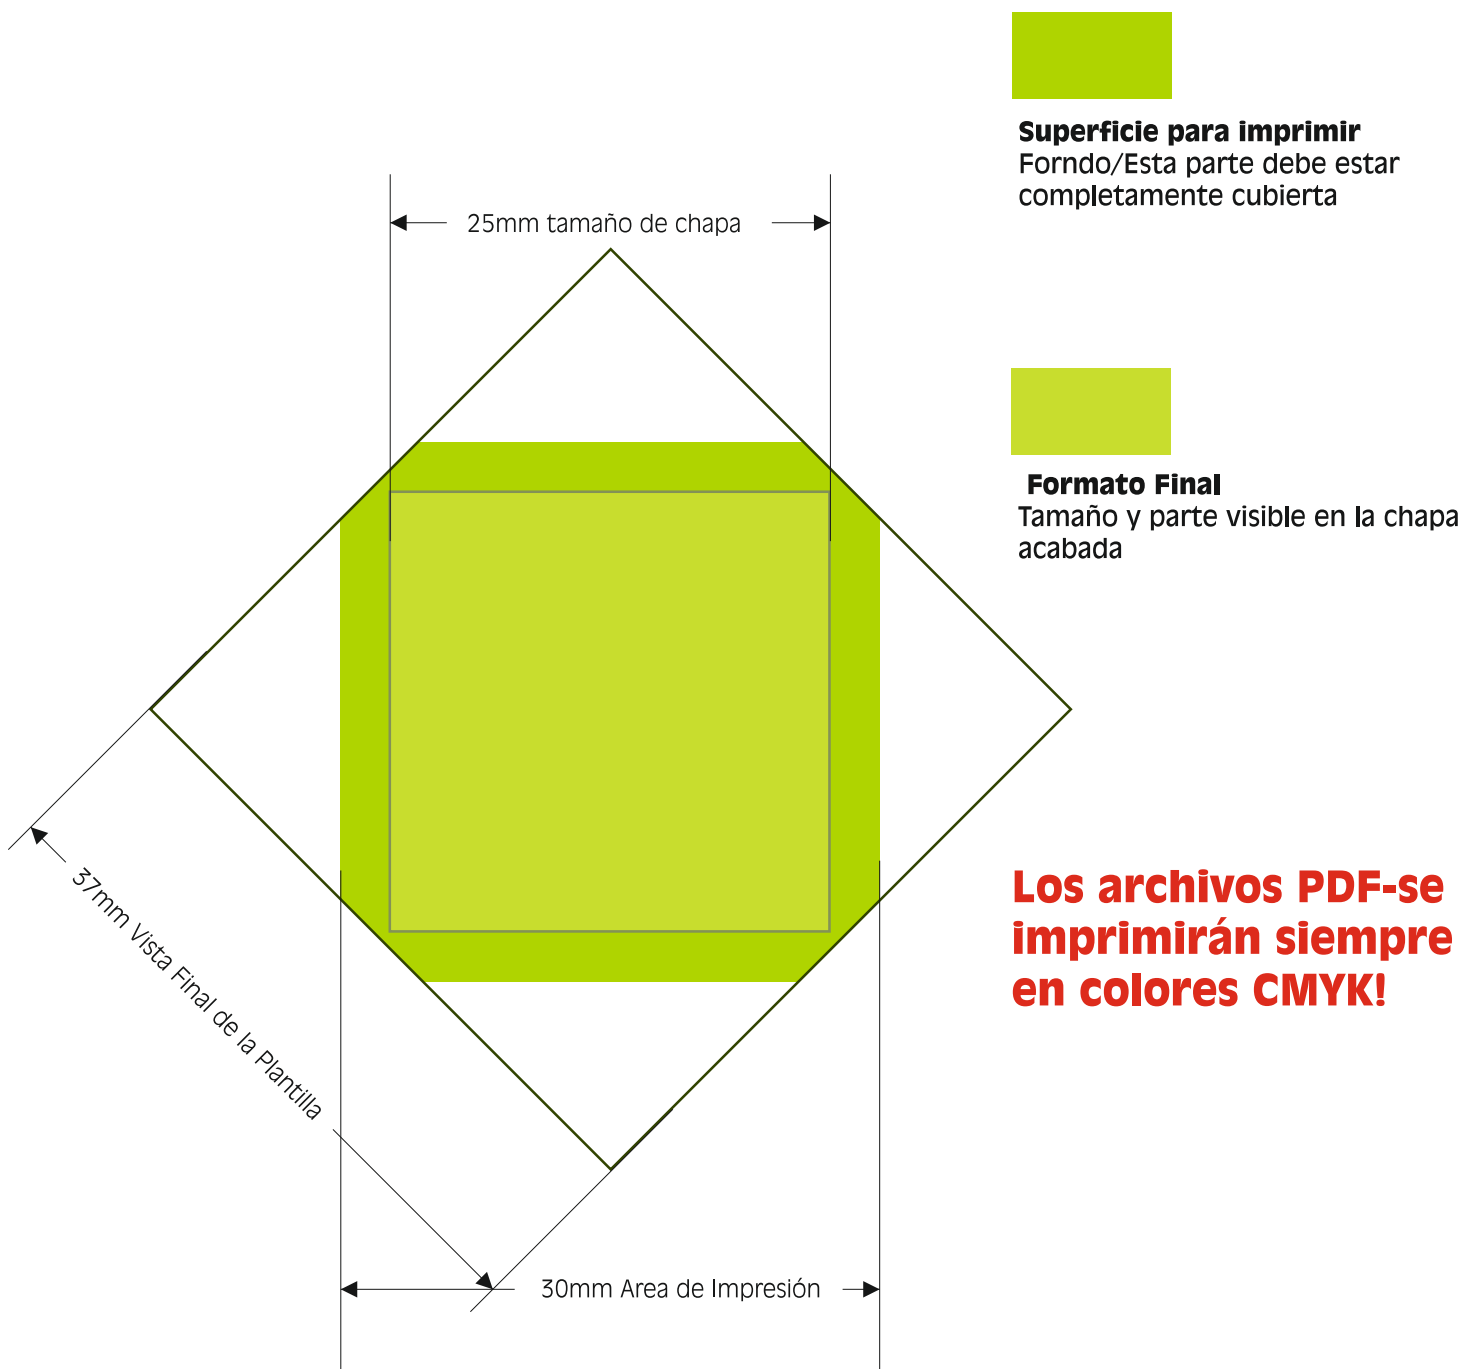 Superficie para imprimir
Forndo/Esta parte debe estar
completamente cubierta
25mm tamaño de chapa
Formato Final
Tamaño y parte visible en la chapa
acabada
Los archivos PDF-se
imprimirán siempre
en colores CMYK!
37mm Vista Final de la Plantilla
30mm Area de Impresión